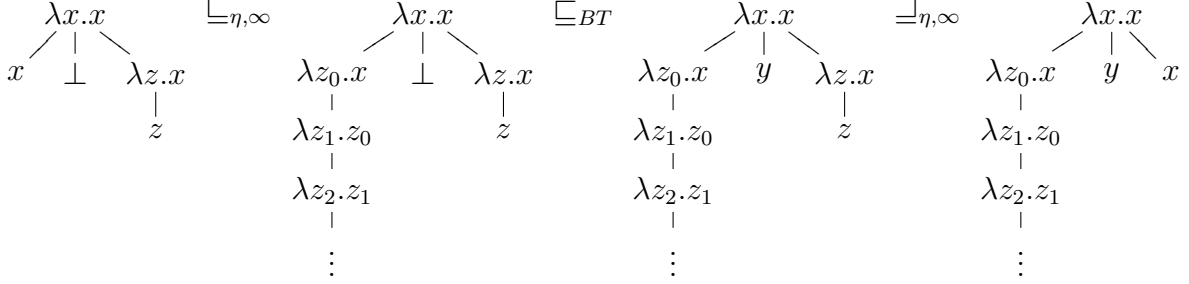 λx.x ⊑η,∞ λx.x ⊑BT λx.x ⊒η,∞ λx.x
x ⊥ λz.x λz0.x ⊥ λz.x λz0.x y λz.x λz0.x y x
z λz1.z0 z λz1.z0 z λz1.z0
λz2.z1 λz2.z1 λz2.z1
⋮ ⋮ ⋮